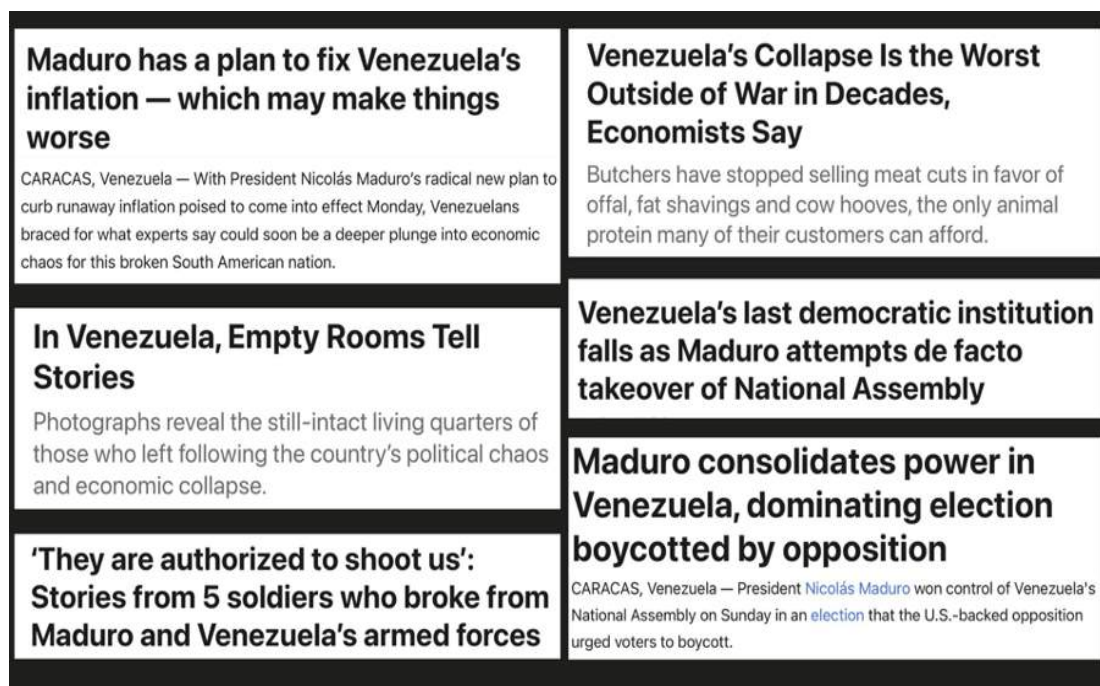 Maduro has a plan to fix Venezuela's
inflation — which may make things
worse
CARACAS, Venezuela — With President Nicolás Maduro's radical new plan to
curb runaway inflation poised to come into effect Monday, Venezuelans
braced for what experts say could soon be a deeper plunge into economic
chaos for this broken South American nation.
In Venezuela, Empty Rooms Tell
Stories
Photographs reveal the still-intact living quarters of
those who left following the country's political chaos
and economic collapse.
'They are authorized to shoot us':
Stories from 5 soldiers who broke from
Maduro and Venezuela's armed forces
Venezuela's Collapse Is the Worst
Outside of War in Decades,
Economists Say
Butchers have stopped selling meat cuts in favor of
offal, fat shavings and cow hooves, the only animal
protein many of their customers can afford.
Venezuela's last democratic institution
falls as Maduro attempts de facto
takeover of National Assembly
Maduro consolidates power in
Venezuela, dominating election
boycotted by opposition
CARACAS, Venezuela — President Nicolás Maduro won control of Venezuela's
National Assembly on Sunday in an election that the U.S.-backed opposition
urged voters to boycott.